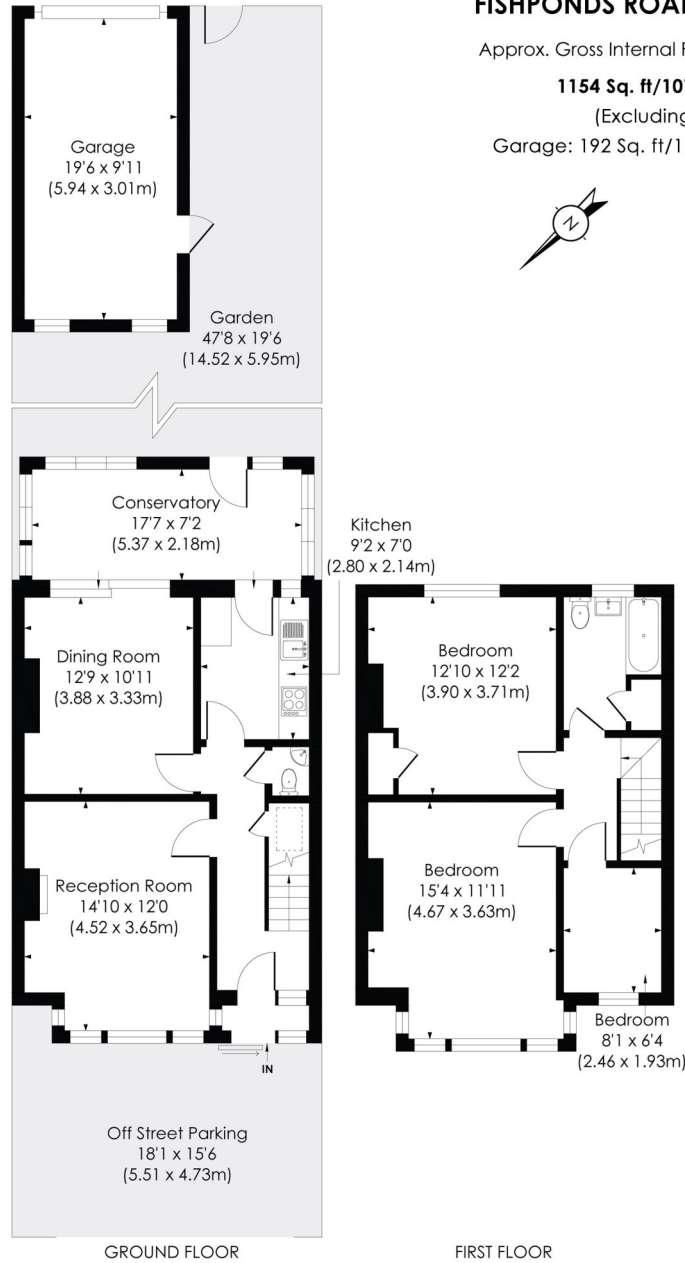 FISHPONDS ROA
Approx. Gross Internal
1154 Sq. ft/10
(Excluding
Garage: 192 Sq. ft/1
N
Garage
19'6 x 9'11
(5.94 x 3.01m)
Garden
47'8 x 19'6
(14.52 x 5.95m)
Conservatory
17'7 x 7'2
(5.37 x 2.18m)
Kitchen
9'2 x 7'0
(2.80 x 2.14m)
Dining Room
12'9 x 10'11
(3.88 x 3.33m)
Bedroom
12'10 x 12'2
(3.90 x 3.71m)
Reception Room
14'10 x 12'0
(4.52 x 3.65m)
Bedroom
15'4 x 11'11
(4.67 x 3.63m)
Bedroom
8'1 x 6'4
(2.46 x 1.93m)
IN
Off Street Parking
18'1 x 15'6
(5.51 x 4.73m)
GROUND FLOOR
FIRST FLOOR